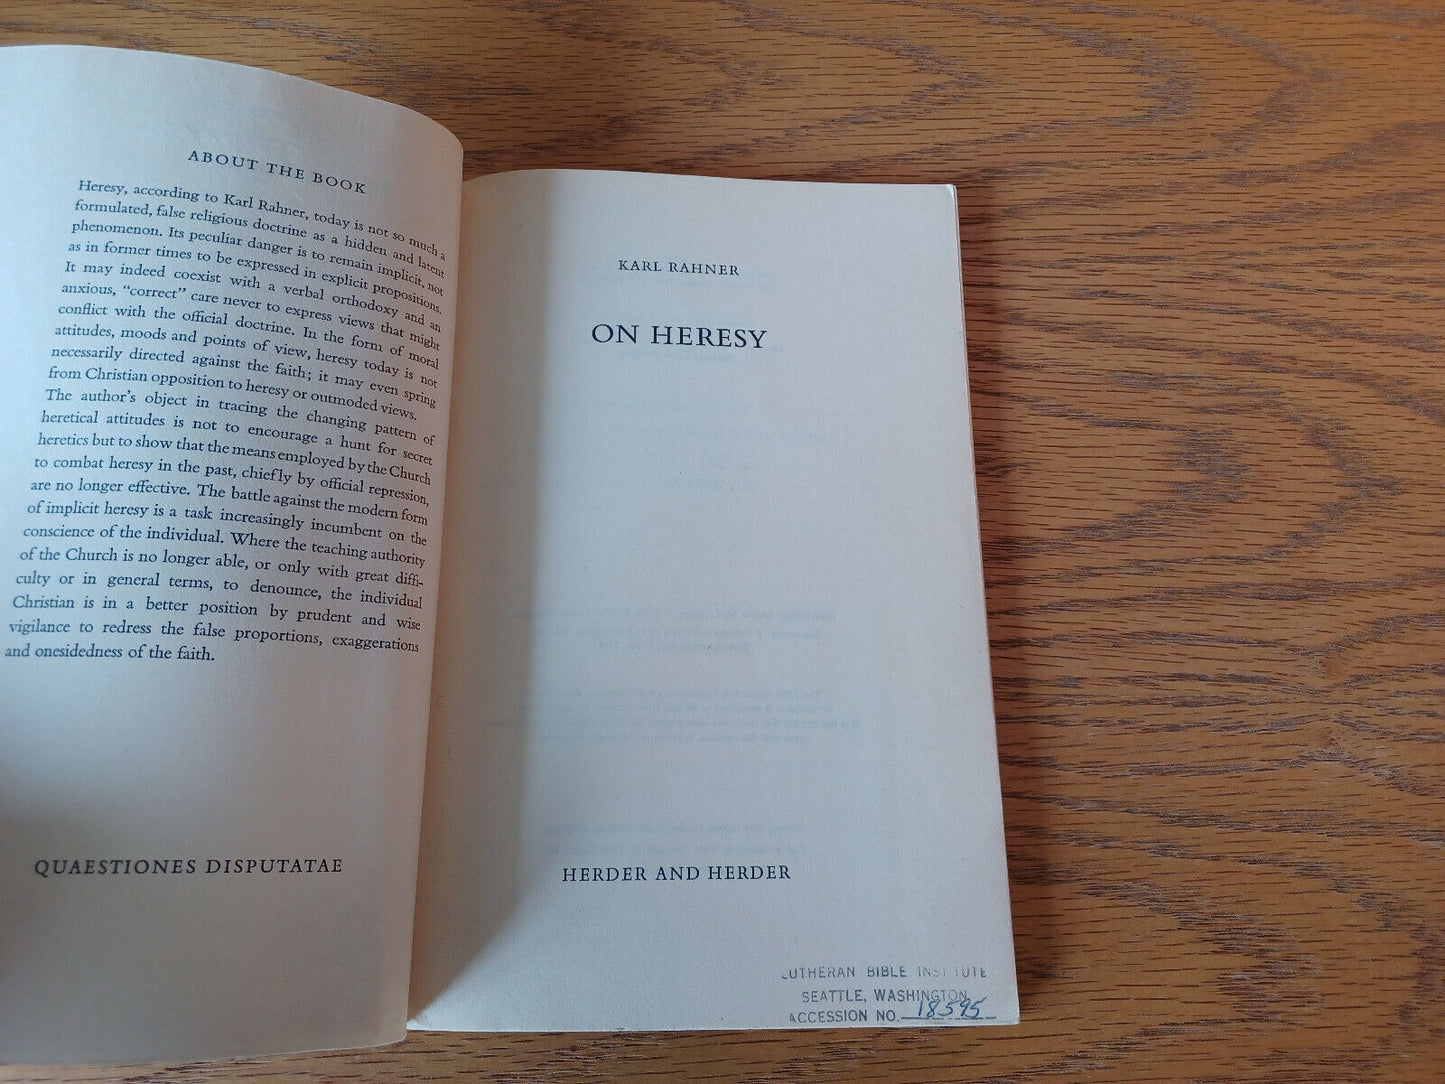 ABOUT THE BOOK
Heresy, according to Karl Rahner, today is not so much a
formulated, false religious doctrine as a hidden and latent
phenomenon. Its peculiar danger is to remain implicit, not
as in former times to be expressed in explicit propositions.
It may indeed coexist with a verbal orthodoxy and an
anxious, “correct” care never to express views that might
conflict with the official doctrine. In the form of moral
attitudes, moods and points of view, heresy today is not
necessarily directed against the faith; it may even spring
from Christian opposition to heresy or outmoded views.
The author's object in tracing the changing pattern of
heretical attitudes is not to encourage a hunt for secret
heretics but to show that the means employed by the Church
to combat heresy in the past, chiefly by official repression,
are no longer effective. The battle against the modern form
of implicit heresy is a task increasingly incumbent on the
conscience of the individual. Where the teaching authority
of the Church is no longer able, or only with great diffi-
culty or in general terms, to denounce, the individual
Christian is in a better position by prudent and wise
vigilance to redress the false proportions, exaggerations
and onesidedness of the faith.
QUAESTIONES DISPUTATAE
KARL RAHNER
ON HERESY
HERDER AND HERDER
LUTHERAN BIBLE INSTITUTE
SEATTLE, WASHINGTON
ACCESSION NO. 18595